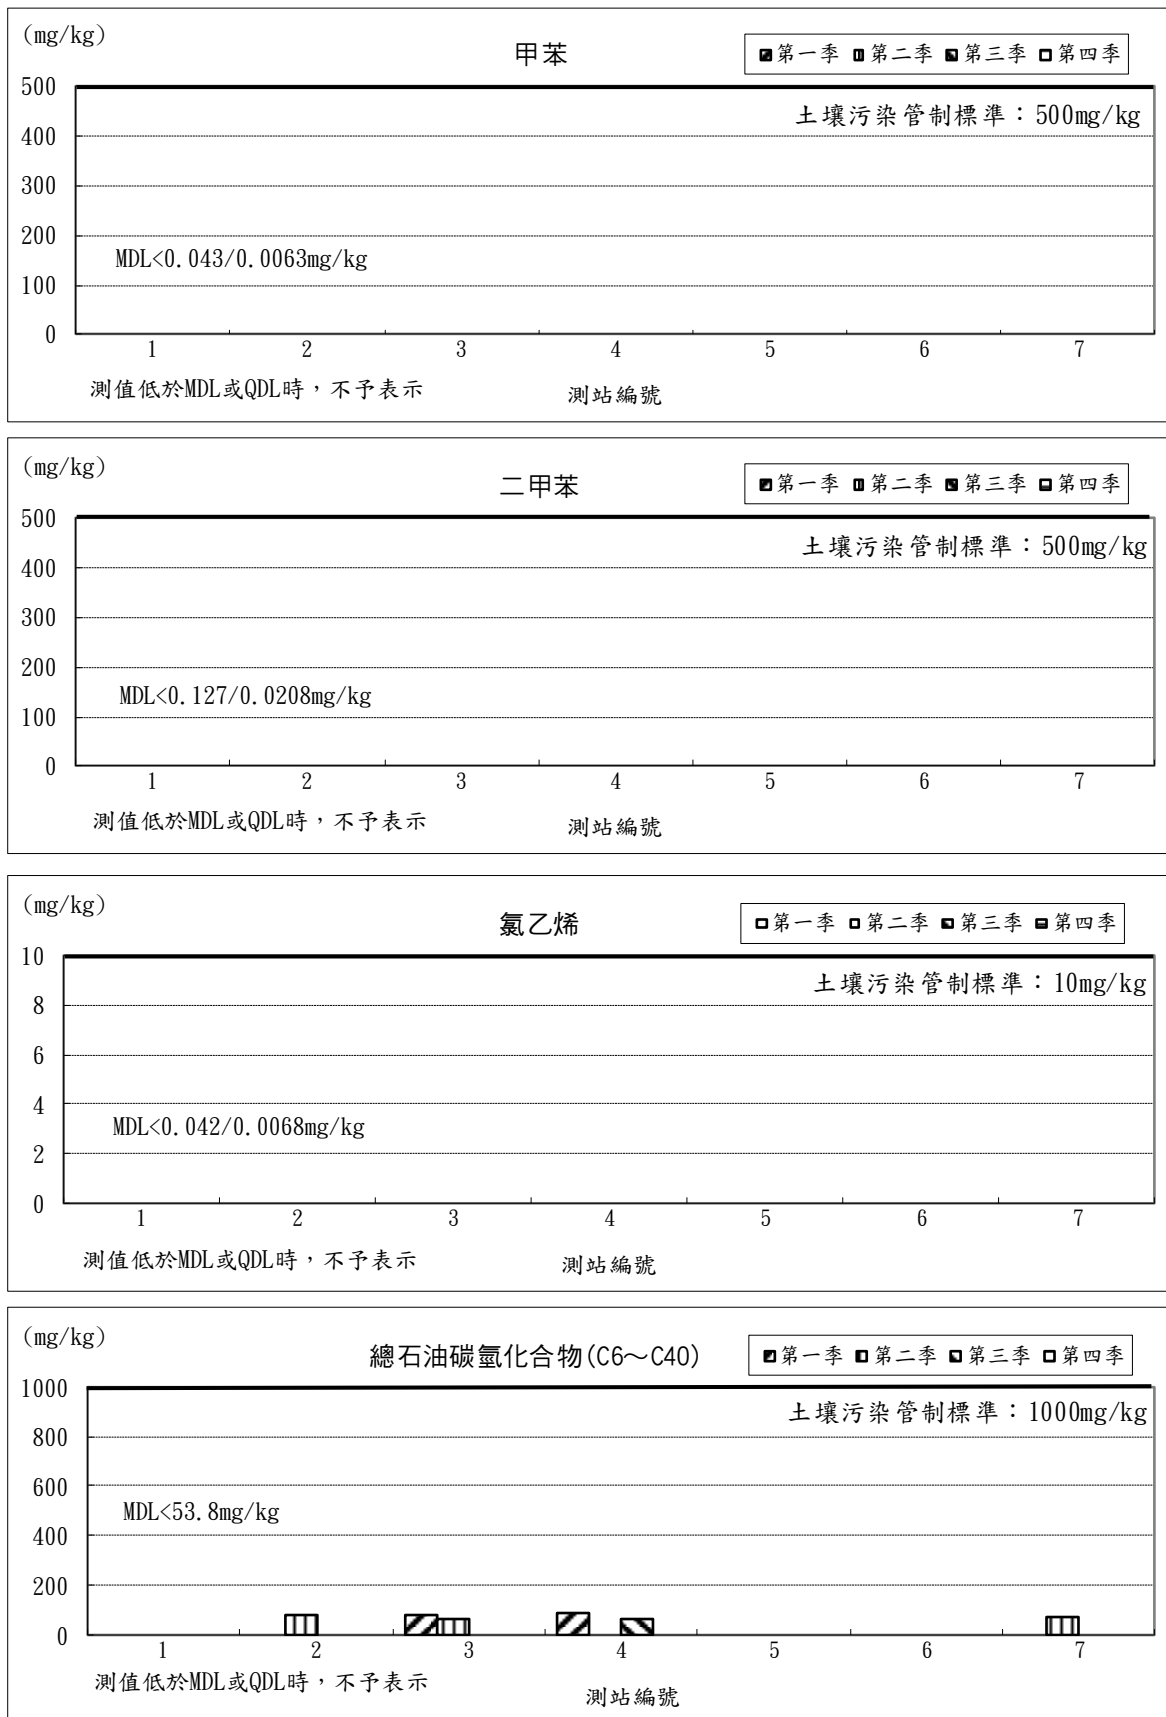 (mg/kg)
甲苯
第一季 第二季 第三季 第四季
500
土壤污染管制標準：500mg/kg
400
300
200
MDL<0.043/0.0063mg/kg
100
0
1 2 3 4 5 6 7
測值低於MDL或QDL時，不予表示
測站編號
(mg/kg)
二甲苯
第一季 第二季 第三季 第四季
500
土壤污染管制標準：500mg/kg
400
300
200
MDL<0.127/0.0208mg/kg
100
0
1 2 3 4 5 6 7
測值低於MDL或QDL時，不予表示
測站編號
(mg/kg)
氯乙烯
第一季 第二季 第三季 第四季
10
土壤污染管制標準：10mg/kg
8
6
4
MDL<0.042/0.0068mg/kg
2
0
1 2 3 4 5 6 7
測值低於MDL或QDL時，不予表示
測站編號
(mg/kg)
總石油碳氫化合物(C6～C40)
第一季 第二季 第三季 第四季
1000
土壤污染管制標準：1000mg/kg
800
600
MDL<53.8mg/kg
400
200
0
1 2 3 4 5 6 7
測值低於MDL或QDL時，不予表示
測站編號